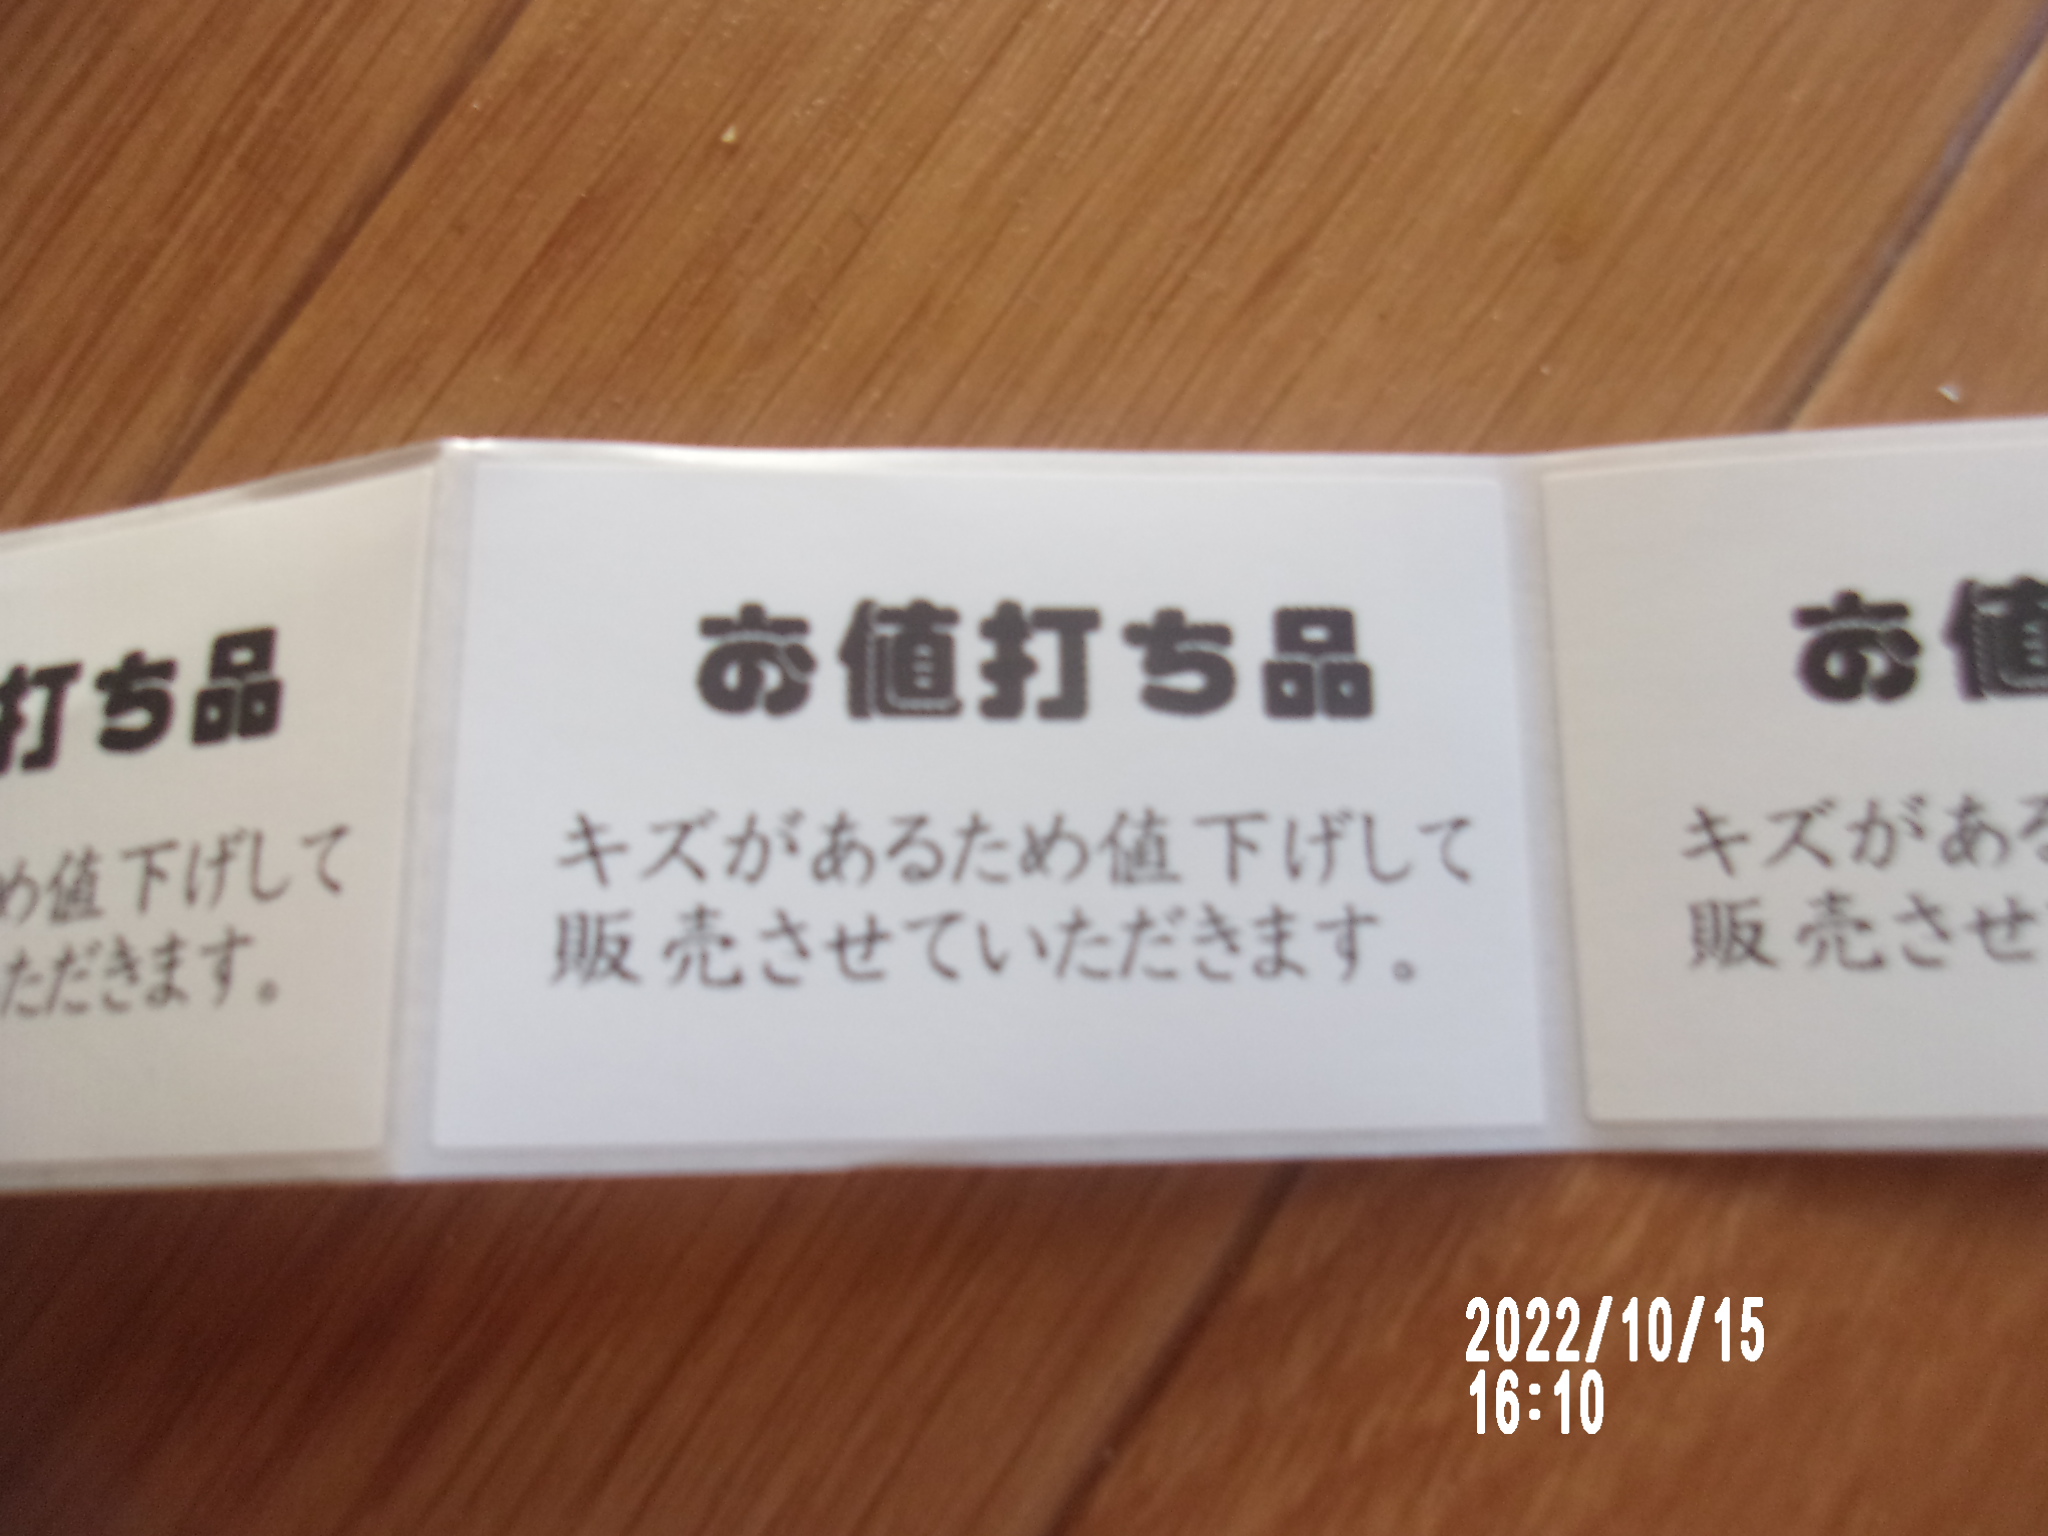 打ち品
め値下げして
ただきます。
お値打ち品
キズがあるため値下げして
販売させていただきます。
お値
キズがある
販売させ
2022/10/15
16:10